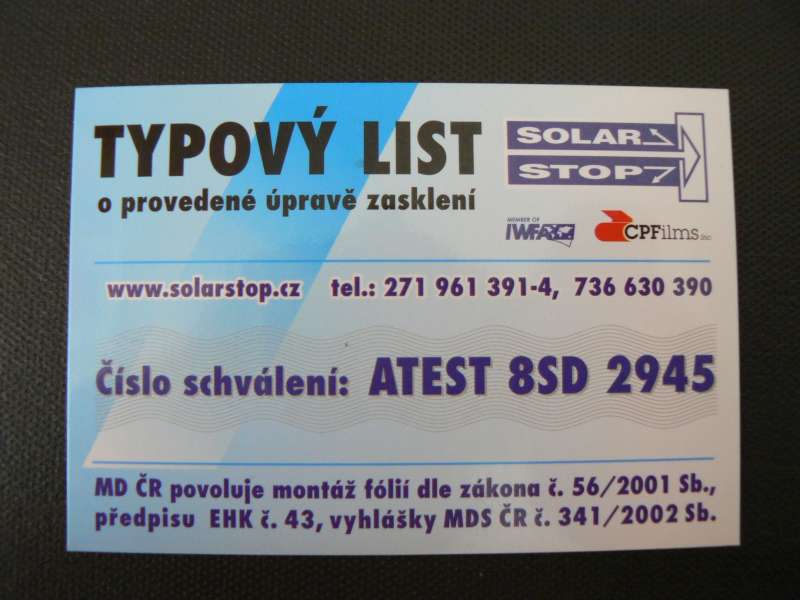 TYPOVÝ LIST
o provedené úpravě zasklení
SOLAR
STOP
MEMBER OF
IWFA
CPFilms Inc
www.solarstop.cz tel.: 271 961 391-4, 736 630 390
Číslo schválení: ATEST 8SD 2945
MD ČR povoluje montáž fólií dle zákona č. 56/2001 Sb.,
předpisu EHK č. 43, vyhlášky MDS ČR č. 341/2002 Sb.